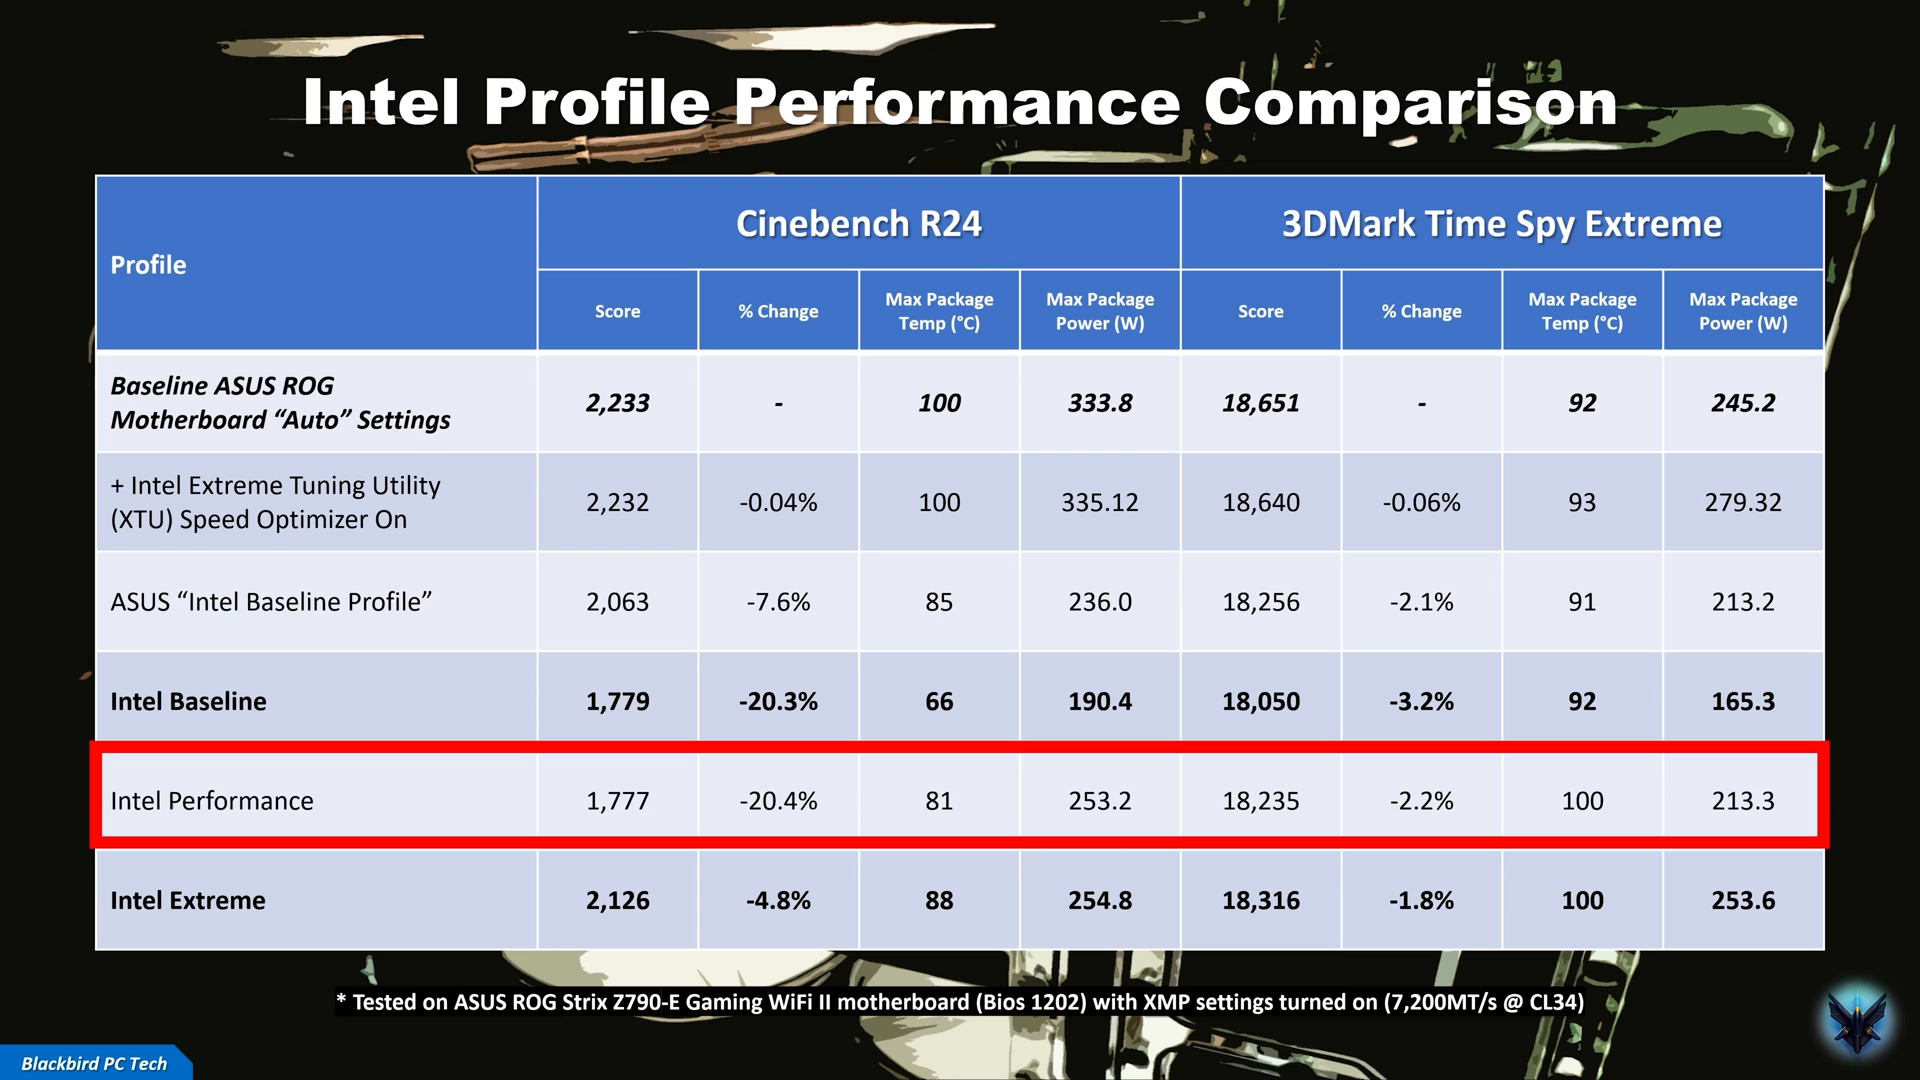 Intel Profile Performance Comparison
Profile
Cinebench R24
3DMark Time Spy Extreme
Score
% Change
Max Package
Temp (°C)
Max Package
Power (W)
Score
% Change
Max Package
Temp (°C)
Max Package
Power (W)
Baseline ASUS ROG
Motherboard “Auto” Settings
2,233 - 100 333.8 18,651 - 92 245.2
+ Intel Extreme Tuning Utility
(XTU) Speed Optimizer On
2,232 -0.04% 100 335.12 18,640 -0.06% 93 279.32
ASUS “Intel Baseline Profile” 2,063 -7.6% 85 236.0 18,256 -2.1% 91 213.2
Intel Baseline 1,779 -20.3% 66 190.4 18,050 -3.2% 92 165.3
Intel Performance 1,777 -20.4% 81 253.2 18,235 -2.2% 100 213.3
Intel Extreme 2,126 -4.8% 88 254.8 18,316 -1.8% 100 253.6
* Tested on ASUS ROG Strix Z790-E Gaming WiFi II motherboard (Bios 1202) with XMP settings turned on (7,200MT/s @ CL34)
Blackbird PC Tech